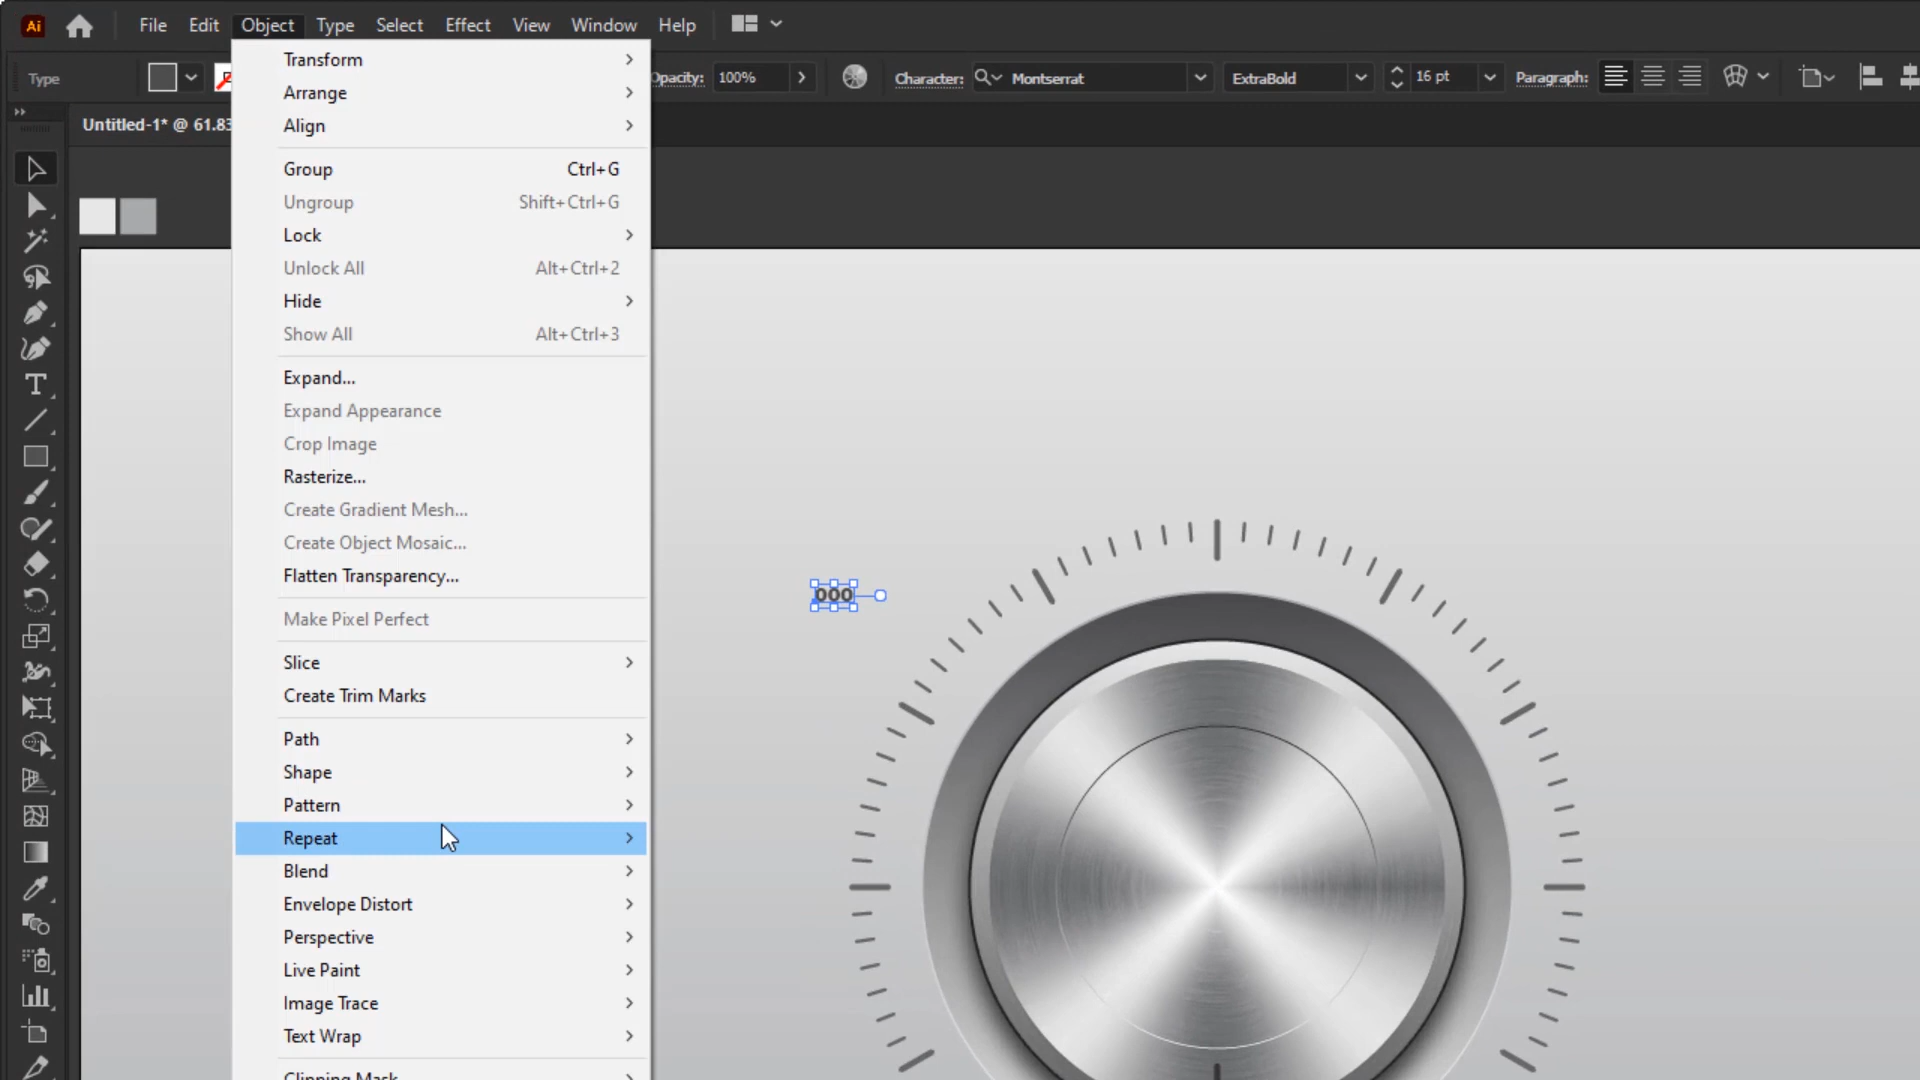 Ai File Edit Object Type Select Effect View Window Help
Type Opacity: 100% Character: Montserrat ExtraBold 16 pt Paragraph:
Untitled-1* @ 61.83
Transform
Arrange
Align
Group Ctrl+G
Ungroup Shift+Ctrl+G
Lock
Unlock All Alt+Ctrl+2
Hide
Show All Alt+Ctrl+3
Expand...
Expand Appearance
Crop Image
Rasterize...
Create Gradient Mesh...
Create Object Mosaic...
Flatten Transparency...
Make Pixel Perfect
Slice
Create Trim Marks
Path
Shape
Pattern
Repeat
Blend
Envelope Distort
Perspective
Live Paint
Image Trace
Text Wrap
Clipping Mask
000